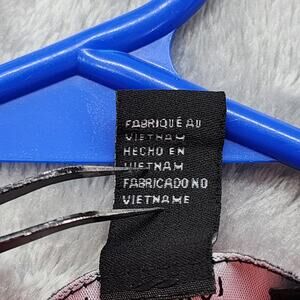 FABRIQUÉ AU
VIETNAM
HECHO EN
VIETNAM
FABRICADO NO
VIETNAME